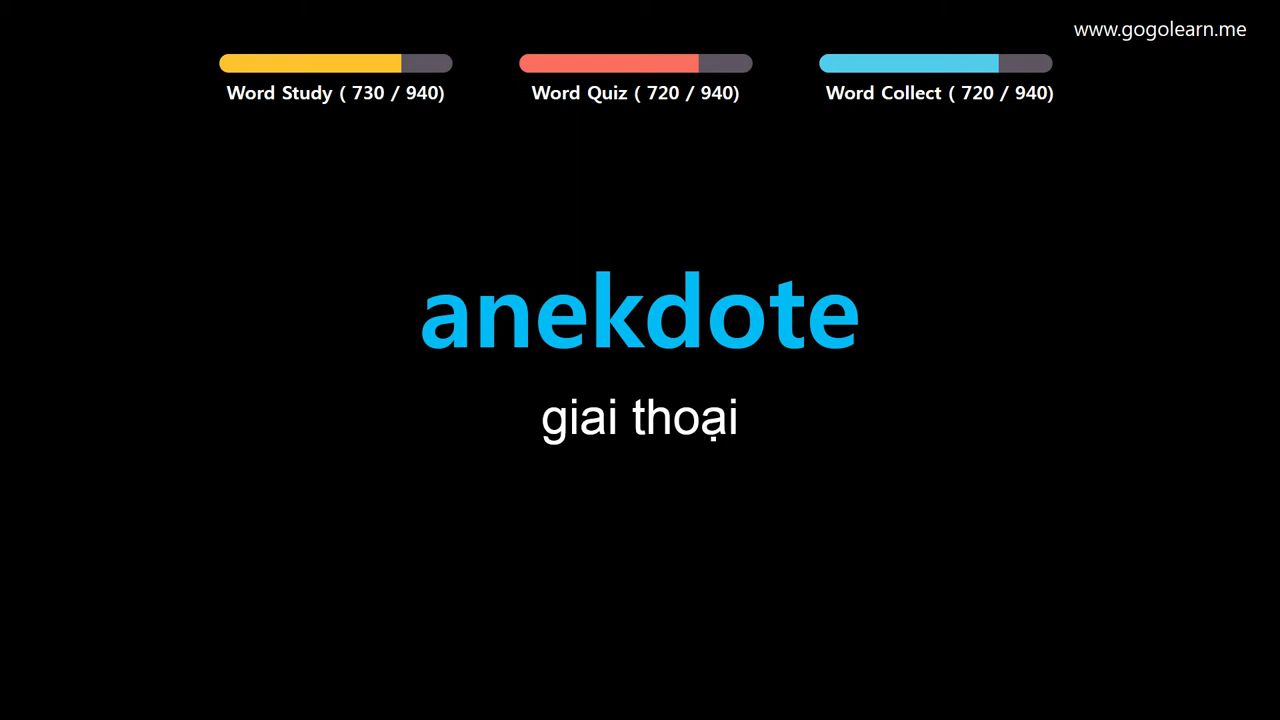 www.gogolearn.me
Word Study ( 730 / 940)
Word Quiz ( 720 / 940)
Word Collect ( 720 / 940)
anekdote
giai thoại